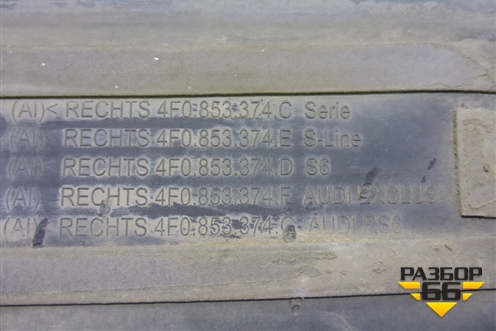 (AI)< RECHTS 4F0.853.374.C Serie
(AI) RECHTS 4F0.853.374.E S-Line
(AI) RECHTS 4F0.853.374.D S6
(AI) RECHTS 4F0.853.374.F AUDI
(AI) RECHTS 4F0.853.374.G AUDI RS6
РАЗБОР
66